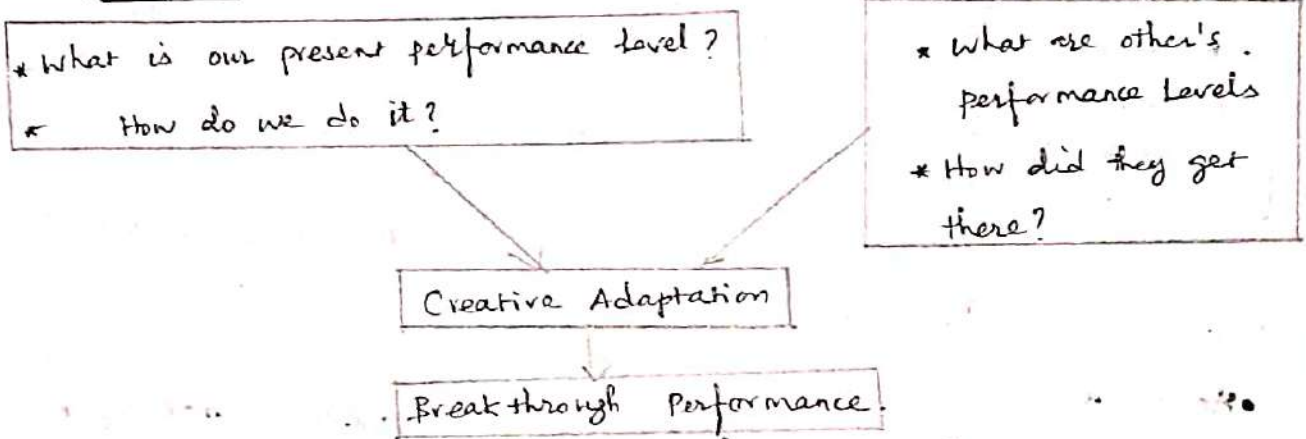 * What is our present performance Level?
* How do we do it?
* What are other's.
performance Levels
* How did they get
there?
Creative Adaptation
Breakthrough Performance.